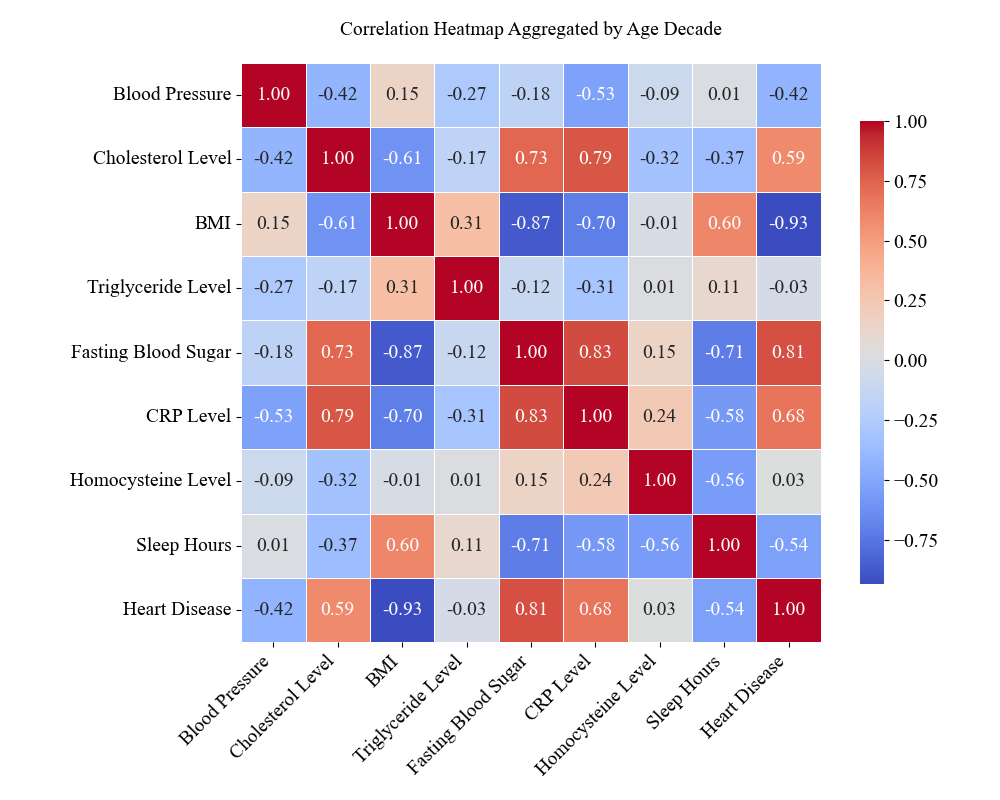 Correlation Heatmap Aggregated by Age Decade
Blood Pressure 1.00 -0.42 0.15 -0.27 -0.18 -0.53 -0.09 0.01 -0.42
Cholesterol Level -0.42 1.00 -0.61 -0.17 0.73 0.79 -0.32 -0.37 0.59
BMI 0.15 -0.61 1.00 0.31 -0.87 -0.70 -0.01 0.60 -0.93
Triglyceride Level -0.27 -0.17 0.31 1.00 -0.12 -0.31 0.01 0.11 -0.03
Fasting Blood Sugar -0.18 0.73 -0.87 -0.12 1.00 0.83 0.15 -0.71 0.81
CRP Level -0.53 0.79 -0.70 -0.31 0.83 1.00 0.24 -0.58 0.68
Homocysteine Level -0.09 -0.32 -0.01 0.01 0.15 0.24 1.00 -0.56 0.03
Sleep Hours 0.01 -0.37 0.60 0.11 -0.71 -0.58 -0.56 1.00 -0.54
Heart Disease -0.42 0.59 -0.93 -0.03 0.81 0.68 0.03 -0.54 1.00
Blood Pressure
Cholesterol Level
BMI
Triglyceride Level
Fasting Blood Sugar
CRP Level
Homocysteine Level
Sleep Hours
Heart Disease
1.00
0.75
0.50
0.25
0.00
−0.25
−0.50
−0.75